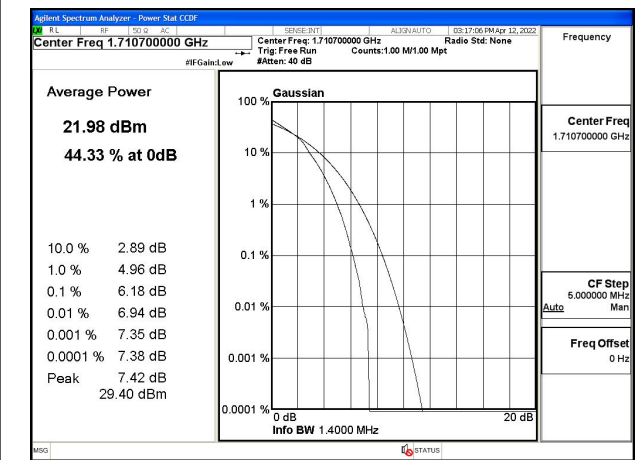 Agilent Spectrum Analyzer - Power Stat CCDF
LXI RL RF 50 Ω AC SENSE:INT ALIGN AUTO 03:17:06 PM Apr 12, 2022
Center Freq 1.710700000 GHz
Center Freq: 1.710700000 GHz Radio Std: None
Trig: Free Run Counts:1.00 M/1.00 Mpt
#IFGain:Low #Atten: 40 dB
Frequency
Average Power
21.98 dBm
44.33 % at 0dB
10.0 % 2.89 dB
1.0 % 4.96 dB
0.1 % 6.18 dB
0.01 % 6.94 dB
0.001 % 7.35 dB
0.0001 % 7.38 dB
Peak 7.42 dB
29.40 dBm
Gaussian
100 %
10 %
1 %
0.1 %
0.01 %
0.001 %
0.0001 %
0 dB 20 dB
Info BW 1.4000 MHz
Center Freq
1.710700000 GHz
CF Step
5.000000 MHz
Auto Man
Freq Offset
0 Hz
MSG STATUS